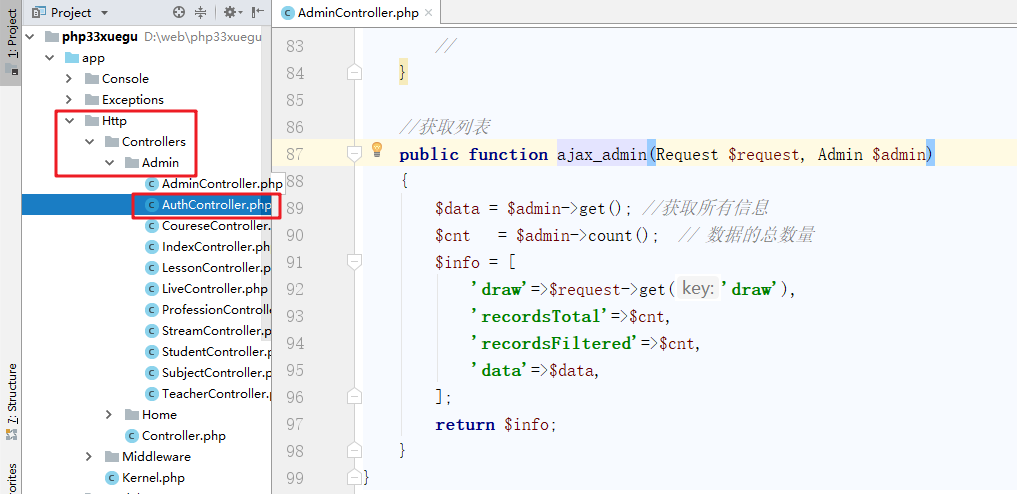 1: Project
7: Structure
Project
php33xuegu D:\web\php33xuegu
app
Console
Exceptions
Http
Controllers
Admin
AdminController.php
AuthController.php
CoureseController.
IndexController.ph
LessonController.p
LiveController.php
ProfessionControlle
StreamController.p
StudentController.p
SubjectController.p
TeacherController.p
Home
Controller.php
Middleware
Kernel.php
AdminController.php
83 //
84 }
85
86 //获取列表
87 public function ajax_admin(Request $request, Admin $admin)
88 {
89 $data = $admin->get(); //获取所有信息
90 $cnt = $admin->count(); // 数据的总数量
91 $info = [
92 'draw'=>$request->get( key: 'draw'),
93 'recordsTotal'=>$cnt,
94 'recordsFiltered'=>$cnt,
95 'data'=>$data,
96 ];
97 return $info;
98 }
99 }